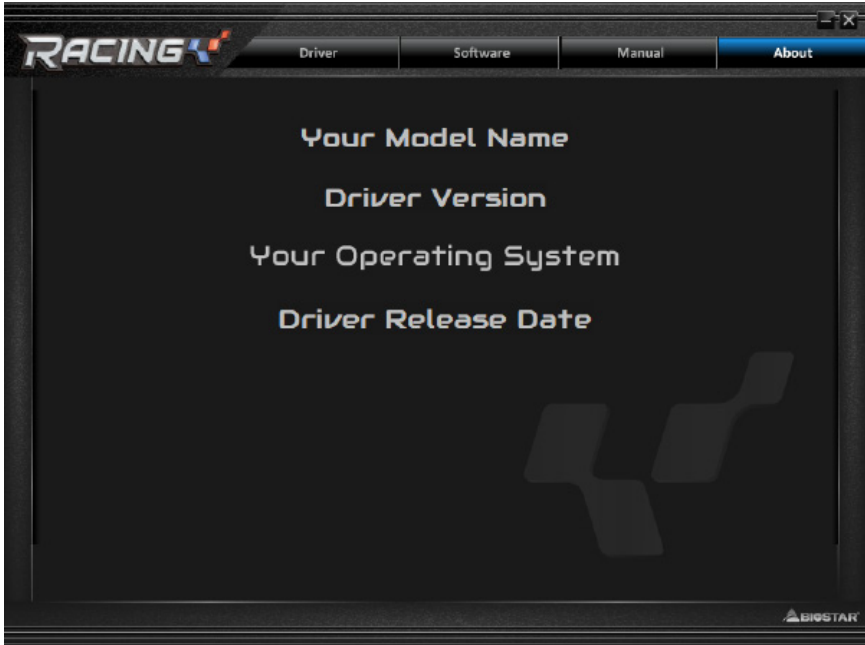 RACING
Driver
Software
Manual
About
Your Model Name
Driver Version
Your Operating System
Driver Release Date
BIOSTAR